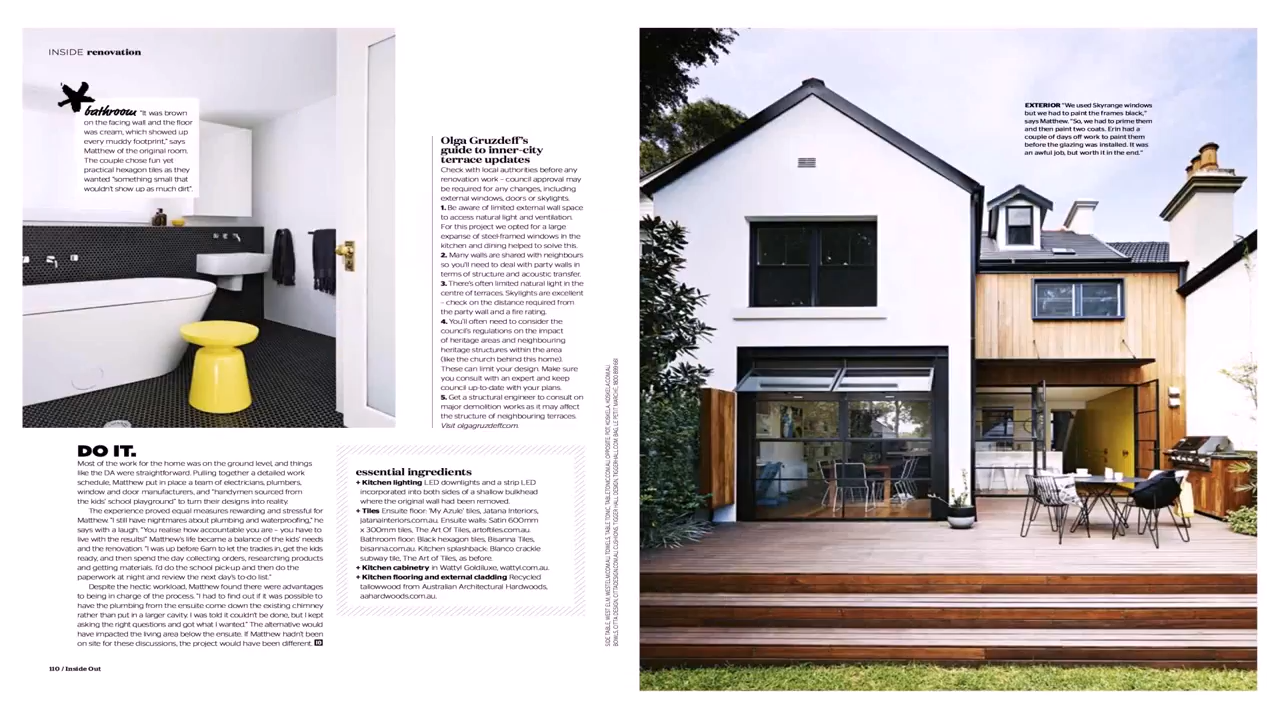 INSIDE renovation
bathroom "It was brown
on the facing wall and the floor
was cream, which showed up
every muddy footprint," says
Matthew of the original room.
The couple chose fun yet
practical hexagon tiles as they
wanted "something small that
wouldn't show up as much dirt".
Olga Gruzdeff's
guide to inner-city
terrace updates
Check with local authorities before any
renovation work – council approval may
be required for any changes, including
external windows, doors or skylights.
1. Be aware of limited external wall space
to access natural light and ventilation.
For this project we opted for a large
expanse of steel-framed windows in the
kitchen and dining helped to solve this.
2. Many walls are shared with neighbours
so you'll need to deal with party walls in
terms of structure and acoustic transfer.
3. There's often limited natural light in the
centre of terraces. Skylights are excellent
– check on the distance required from
the party wall and a fire rating.
4. You'll often need to consider the
council's regulations on the impact
of heritage areas and neighbouring
heritage structures within the area
(like the church behind this home).
These can limit your design. Make sure
you consult with an expert and keep
council up-to-date with your plans.
5. Get a structural engineer to consult on
major demolition works as it may affect
the structure of neighbouring terraces.
Visit olgagruzdeff.com.
DO IT.
Most of the work for the home was on the ground level, and things
like the DA were straightforward. Pulling together a detailed work
schedule, Matthew put in place a team of electricians, plumbers,
window and door manufacturers, and "handymen sourced from
the kids' school playground" to turn their designs into reality.
The experience proved equal measures rewarding and stressful for
Matthew. "I still have nightmares about plumbing and waterproofing," he
says with a laugh. "You realise how accountable you are – you have to
live with the results!" Matthew's life became a balance of the kids' needs
and the renovation. "I was up before 6am to let the tradies in, get the kids
ready, and then spend the day collecting orders, researching products
and getting materials. I'd do the school pick-up and then do the
paperwork at night and review the next day's to-do list."
Despite the hectic workload, Matthew found there were advantages
to being in charge of the process. "I had to find out if it was possible to
have the plumbing from the ensuite come down the existing chimney
rather than put in a larger cavity. I was told it couldn't be done, but I kept
asking the right questions and got what I wanted." The alternative would
have impacted the living area below the ensuite. If Matthew hadn't been
on site for these discussions, the project would have been different.
essential ingredients
+ Kitchen lighting LED downlights and a strip LED
incorporated into both sides of a shallow bulkhead
where the original wall had been removed.
+ Tiles Ensuite floor: 'My Azule' tiles, Jatana Interiors,
jatanainteriors.com.au. Ensuite walls: Satin 600mm
x 300mm tiles, The Art Of Tiles, artoftiles.com.au.
Bathroom floor: Black hexagon tiles, Bisanna Tiles,
bisanna.com.au. Kitchen splashback: Blanco crackle
subway tile, The Art of Tiles, as before.
+ Kitchen cabinetry in Wattyl Goldiluxe, wattyl.com.au.
+ Kitchen flooring and external cladding Recycled
tallowwood from Australian Architectural Hardwoods,
aahardwoods.com.au.
110 / Inside Out
EXTERIOR "We used Skyrange windows
but we had to paint the frames black,"
says Matthew. "So, we had to prime them
and then paint two coats. Erin had a
couple of days off work to paint them
before the glazing was installed. It was
an awful job, but worth it in the end."